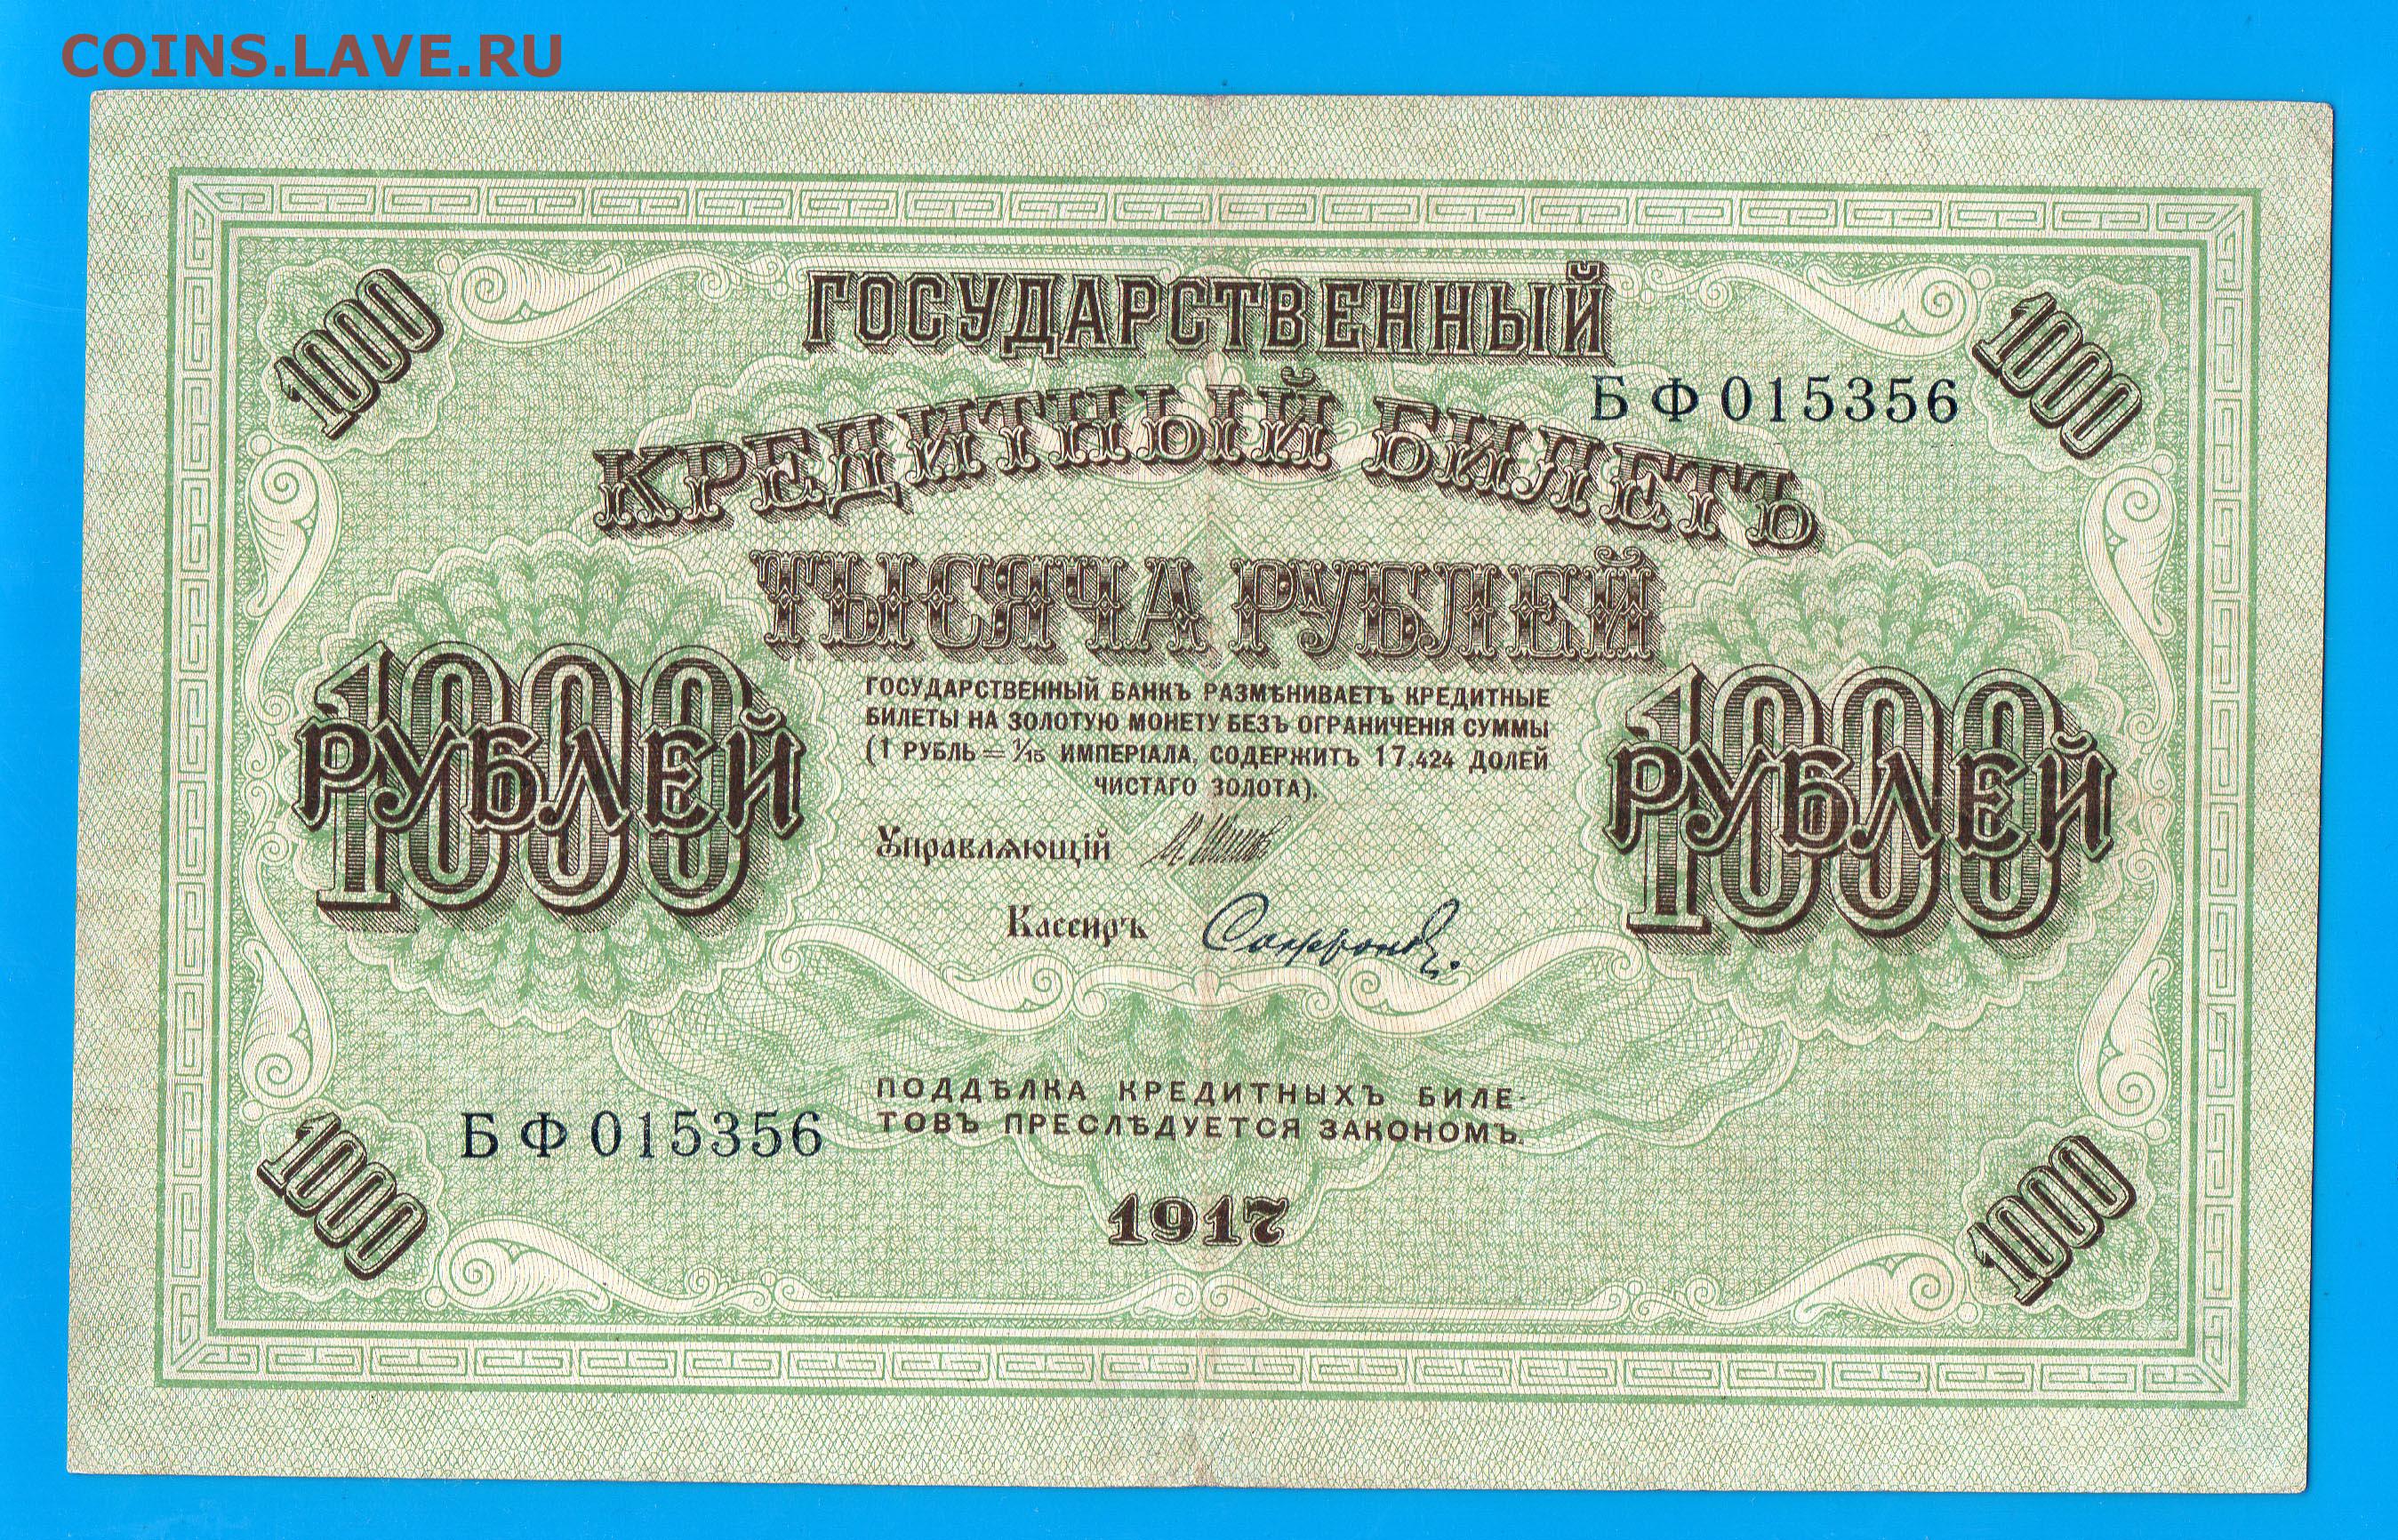 COINS.LAVE.RU
1000
ГОСУДАРСТВЕННЫЙ
1000
БФ 015356
КРЕДИТНЫЙ БИЛЕТЪ
ТЫСЯЧА РУБЛЕЙ
1000
РУБЛЕЙ
ГОСУДАРСТВЕННЫЙ БАНКЪ РАЗМѢНИВАЕТЪ КРЕДИТНЫЕ
БИЛЕТЫ НА ЗОЛОТУЮ МОНЕТУ БЕЗЪ ОГРАНИЧЕНІЯ СУММЫ
(1 РУБЛЬ = 1/15 ИМПЕРІАЛА, СОДЕРЖИТЪ 17,424 ДОЛЕЙ
ЧИСТАГО ЗОЛОТА).
1000
РУБЛЕЙ
Управляющій И. Шипов
Кассиръ Сафронов.
ПОДДѢЛКА КРЕДИТНЫХЪ БИЛЕ-
ТОВЪ ПРЕСЛѢДУЕТСЯ ЗАКОНОМЪ.
БФ 015356
1000
1917
1000